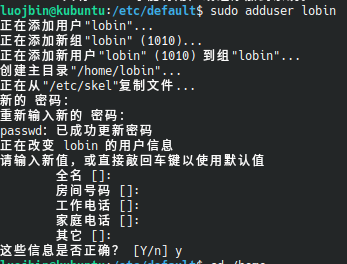 luojbin@kubuntu:/etc/default$ sudo adduser lobin
正在添加用户"lobin"...
正在添加新组"lobin" (1010)...
正在添加新用户"lobin" (1010) 到组"lobin"...
创建主目录"/home/lobin"...
正在从"/etc/skel"复制文件...
新的 密码:
重新输入新的 密码:
passwd: 已成功更新密码
正在改变 lobin 的用户信息
请输入新值，或直接敲回车键以使用默认值
全名 []:
房间号码 []:
工作电话 []:
家庭电话 []:
其它 []:
这些信息是否正确？ [Y/n] y
luojbin@kubuntu:/etc/default$ cd /home